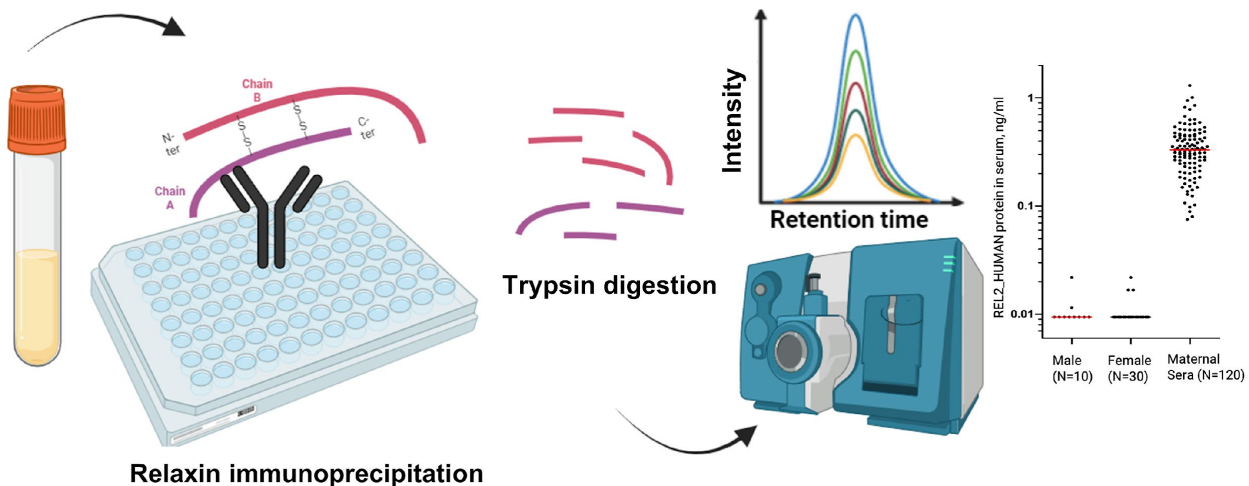 Chain
B
N-
ter
S
S
S
S
C-
ter
Chain
A
Relaxin immunoprecipitation
Trypsin digestion
Intensity
Retention time
REL2_HUMAN protein in serum, ng/ml
1
0.1
0.01
Male
(N=10)
Female
(N=30)
Maternal
Sera (N=120)